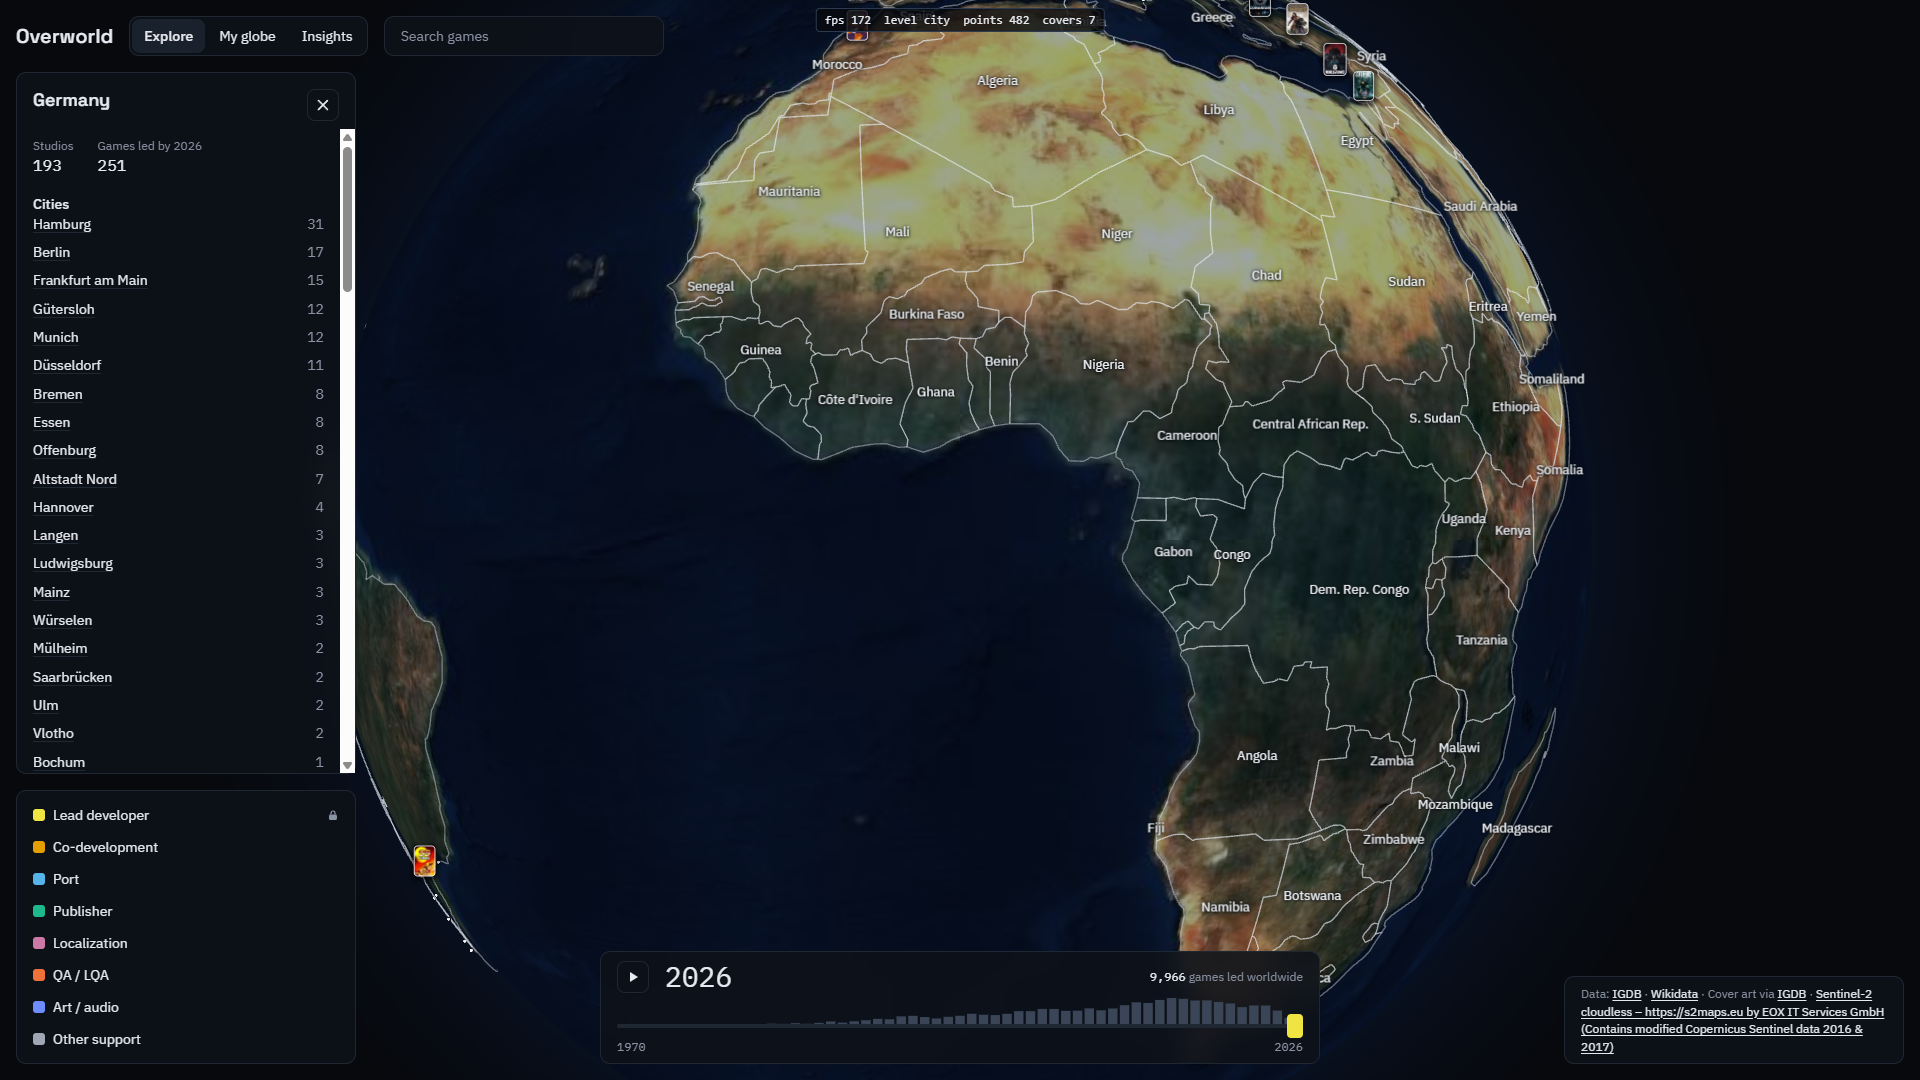 Overworld
Explore
My globe
Insights
Search games
fps 172 level city points 482 covers 7
Germany
Studios
193
Games led by 2026
251
Cities
Hamburg 31
Berlin 17
Frankfurt am Main 15
Gütersloh 12
Munich 12
Düsseldorf 11
Bremen 8
Essen 8
Offenburg 8
Altstadt Nord 7
Hannover 4
Langen 3
Ludwigsburg 3
Mainz 3
Würselen 3
Mülheim 2
Saarbrücken 2
Ulm 2
Vlotho 2
Bochum 1
Lead developer
Co-development
Port
Publisher
Localization
QA / LQA
Art / audio
Other support
Greece
Syria
Morocco
Algeria
Libya
Egypt
Mauritania
Saudi Arabia
Mali
Niger
Chad
Sudan
Senegal
Eritrea
Yemen
Burkina Faso
Guinea
Benin
Nigeria
Somaliland
Ghana
Côte d'Ivoire
Ethiopia
S. Sudan
Central African Rep.
Cameroon
Somalia
Uganda
Kenya
Gabon
Congo
Dem. Rep. Congo
Tanzania
Angola
Malawi
Zambia
Mozambique
Fiji
Madagascar
Zimbabwe
Botswana
Namibia
ca
2026
9,966 games led worldwide
1970
2026
Data: IGDB · Wikidata · Cover art via IGDB · Sentinel-2
cloudless – https://s2maps.eu by EOX IT Services GmbH
(Contains modified Copernicus Sentinel data 2016 &
2017)